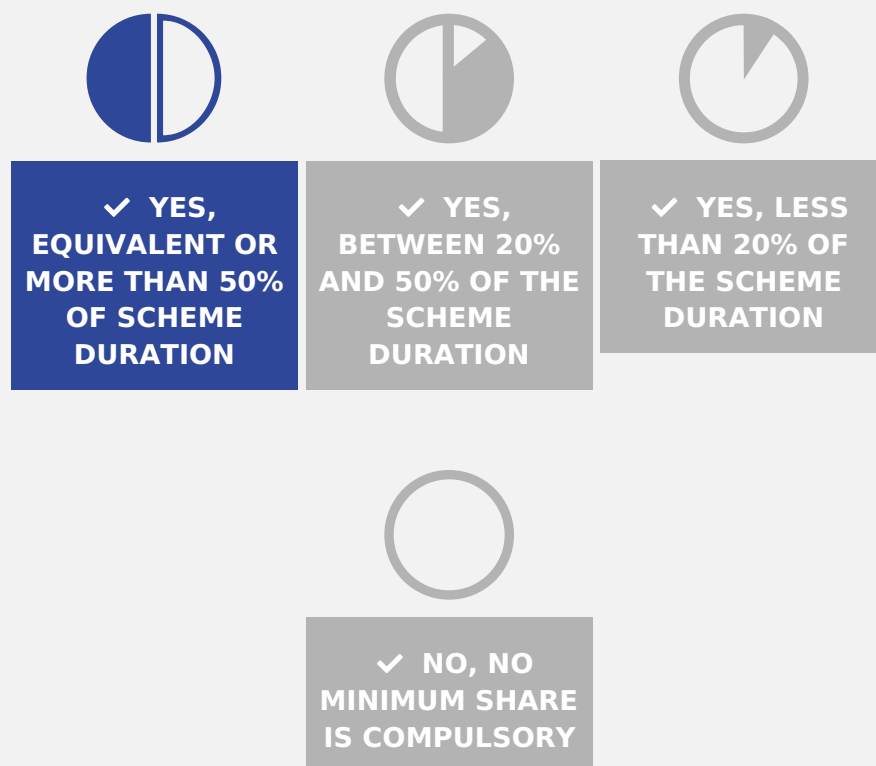 ✔ YES,
EQUIVALENT OR
MORE THAN 50%
OF SCHEME
DURATION
✔ YES,
BETWEEN 20%
AND 50% OF THE
SCHEME
DURATION
✔ YES, LESS
THAN 20% OF
THE SCHEME
DURATION
✔ NO, NO
MINIMUM SHARE
IS COMPULSORY